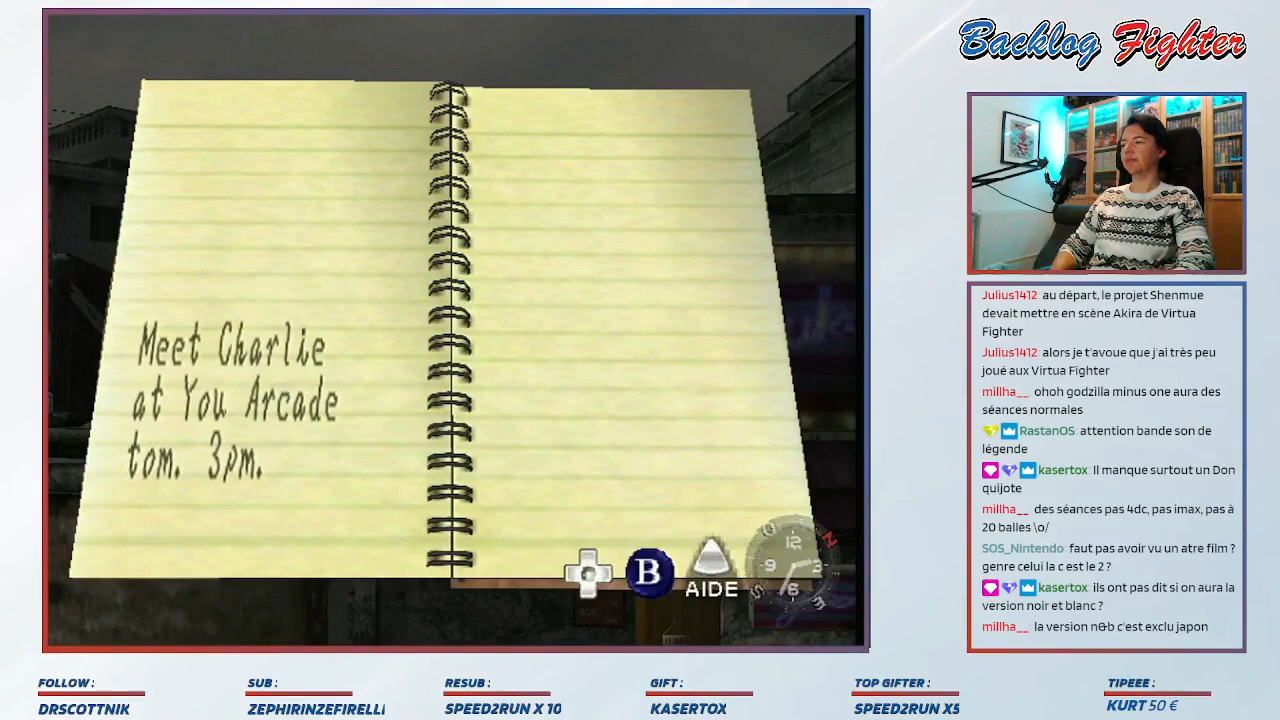 Backlog Fighter
Meet Charlie
at You Arcade
tom. 3pm.
B
AIDE
12
3
6
9
N
Julius1412: au départ, le projet Shenmue
devait mettre en scène Akira de Virtua
Fighter
Julius1412: alors je t'avoue que j'ai très peu
joué aux Virtua Fighter
millha__: ohoh godzilla minus one aura des
séances normales
RastanOS: attention bande son de
légende
kasertox: Il manque surtout un Don
quijote
millha__: des séances pas 4dc, pas imax, pas à
20 balles \o/
SOS_Nintendo: faut pas avoir vu un atre film ?
genre celui la c est le 2 ?
kasertox: ils ont pas dit si on aura la
version noir et blanc ?
millha__: la version n&b c'est exclu japon
FOLLOW :
DRSCOTTNIK
SUB :
ZEPHIRINZEFIRELLI
RESUB :
SPEED2RUN X 10
GIFT :
KASERTOX
TOP GIFTER :
SPEED2RUN X5
TIPEEE :
KURT 50 €